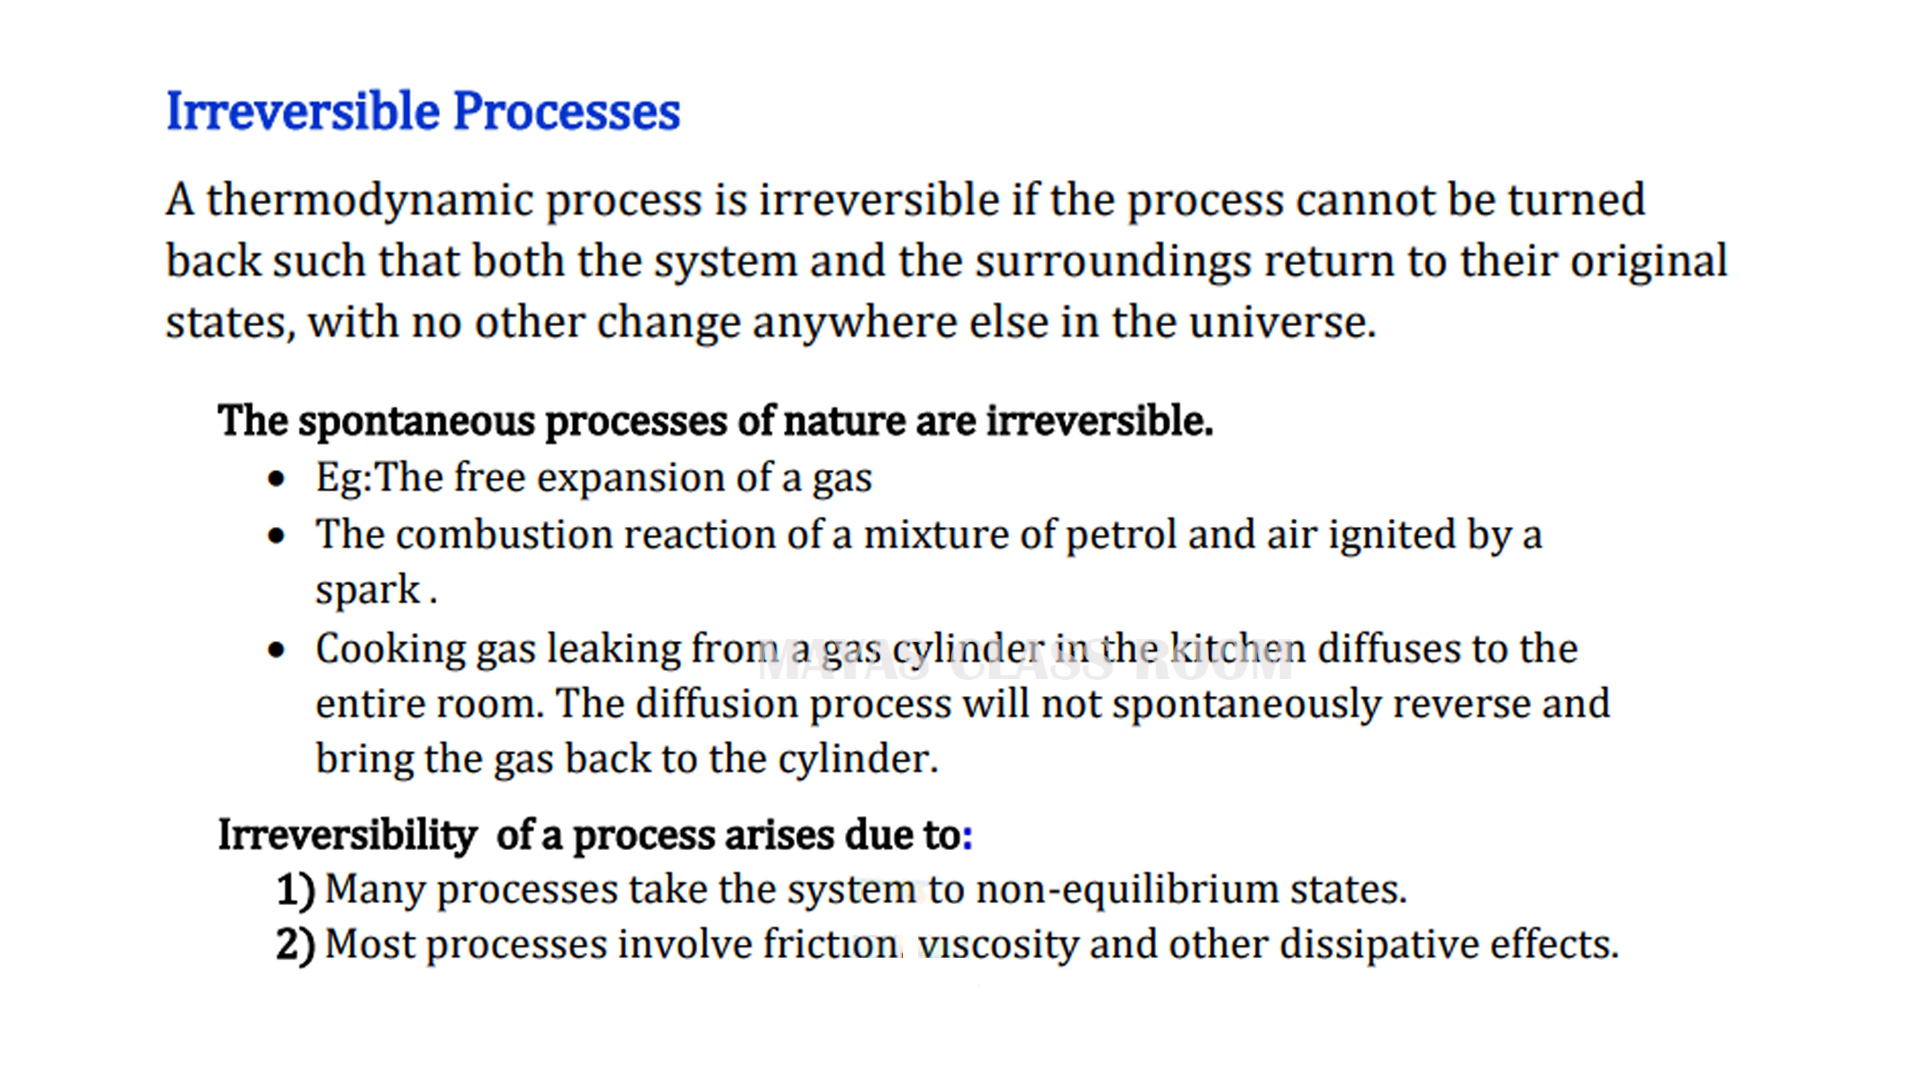 Irreversible Processes
A thermodynamic process is irreversible if the process cannot be turned
back such that both the system and the surroundings return to their original
states, with no other change anywhere else in the universe.
The spontaneous processes of nature are irreversible.
• Eg:The free expansion of a gas
• The combustion reaction of a mixture of petrol and air ignited by a
spark .
• Cooking gas leaking from a gas cylinder in the kitchen diffuses to the
MAYAS CLASS ROOM
entire room. The diffusion process will not spontaneously reverse and
bring the gas back to the cylinder.
Irreversibility of a process arises due to:
1) Many processes take the system to non-equilibrium states.
2) Most processes involve friction, viscosity and other dissipative effects.